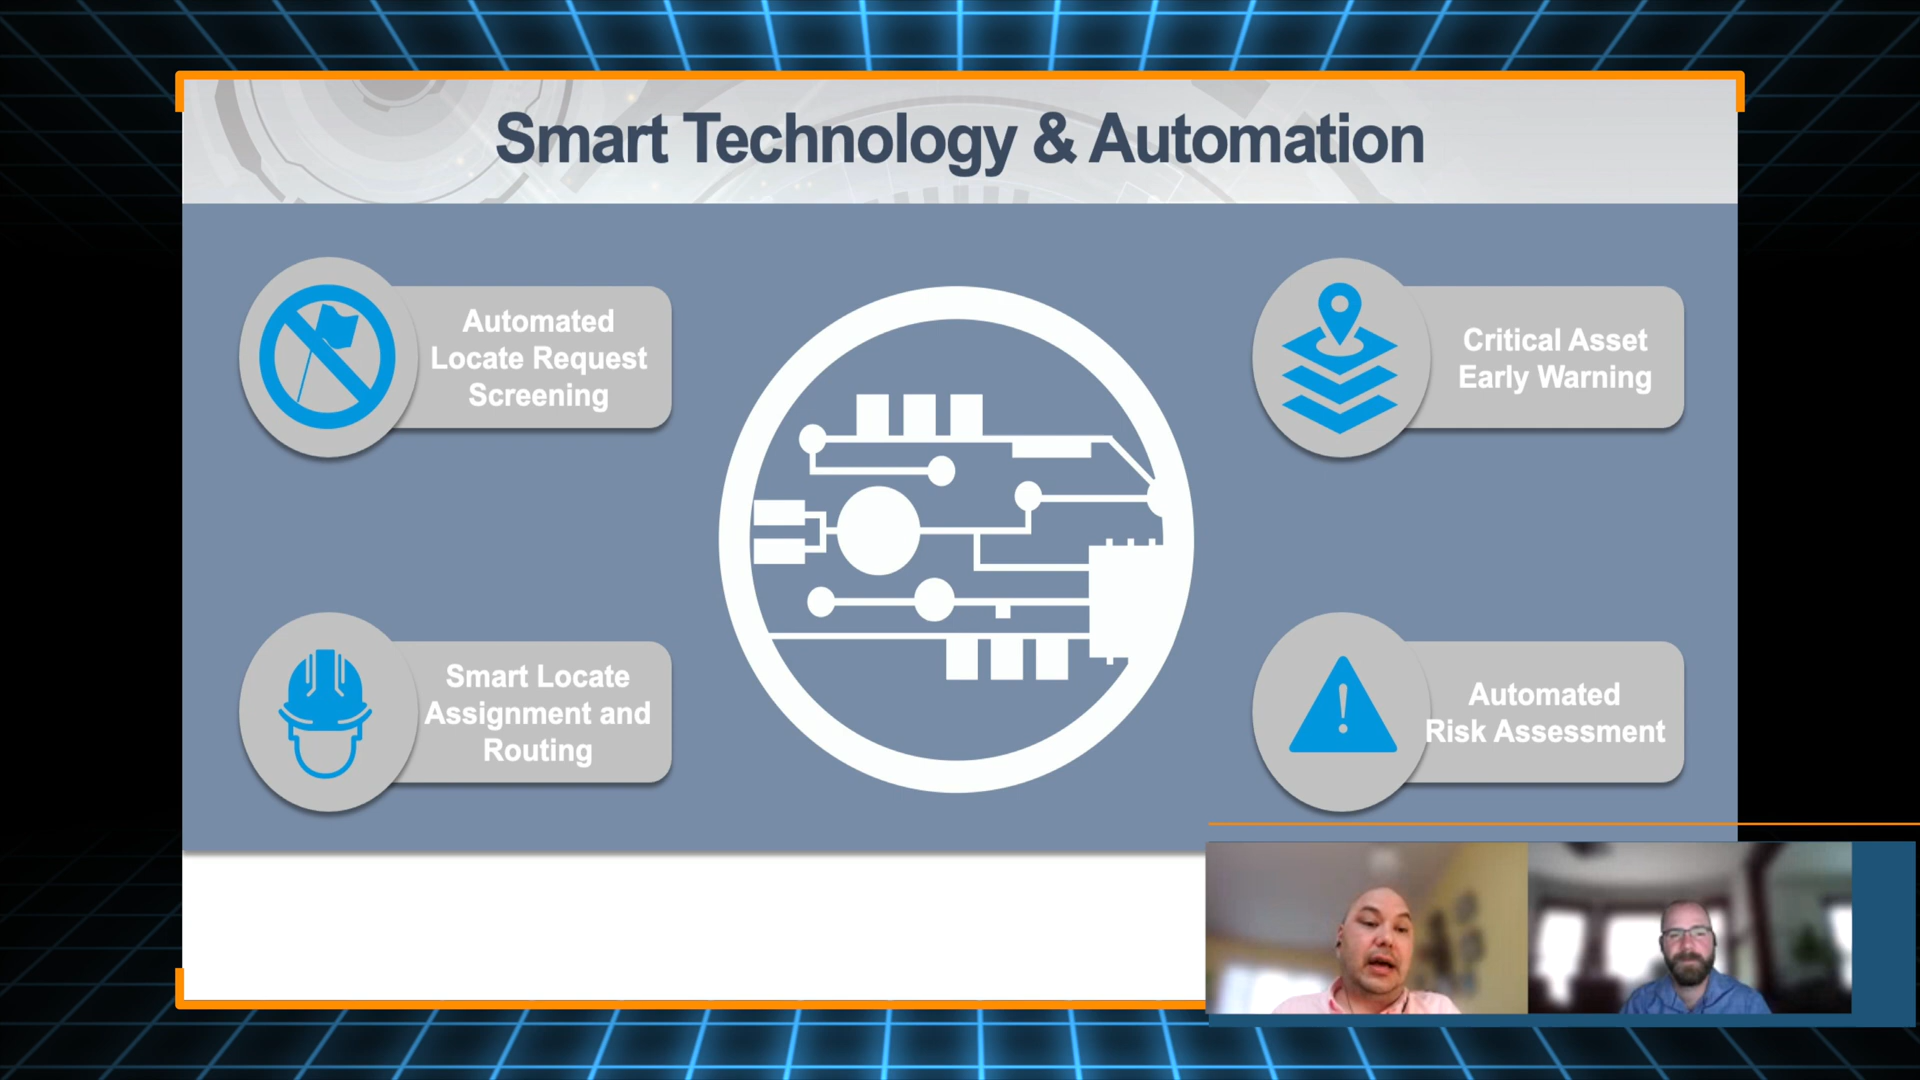 Smart Technology & Automation
Automated
Locate Request
Screening
Critical Asset
Early Warning
Smart Locate
Assignment and
Routing
Automated
Risk Assessment